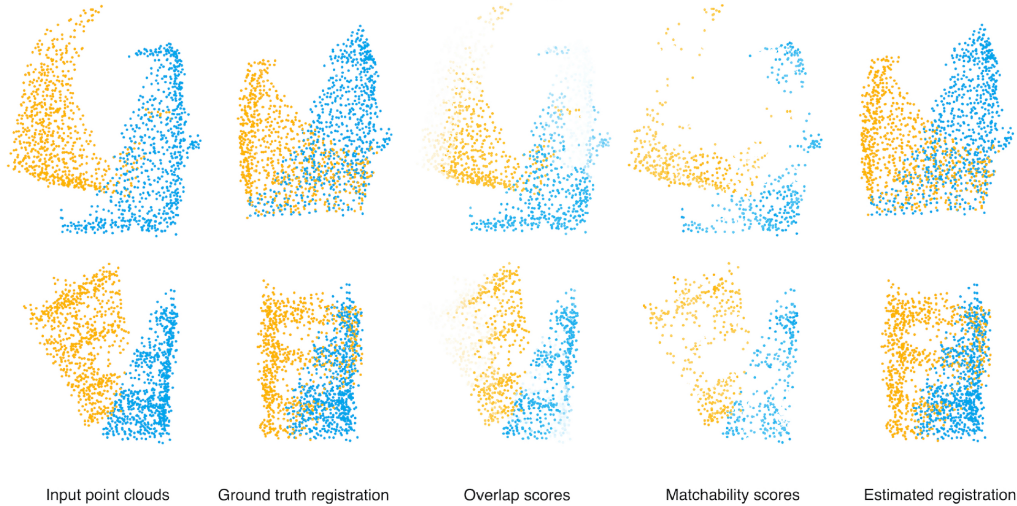 Input point clouds
Ground truth registration
Overlap scores
Matchability scores
Estimated registration